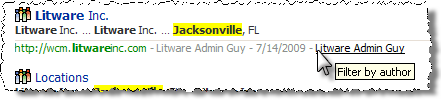 Litware Inc.
Litware Inc. ... Litware Inc. ... Jacksonville, FL
http://wcm.litwareinc.com - Litware Admin Guy - 7/14/2009 - Litware Admin Guy
Filter by author
Locations